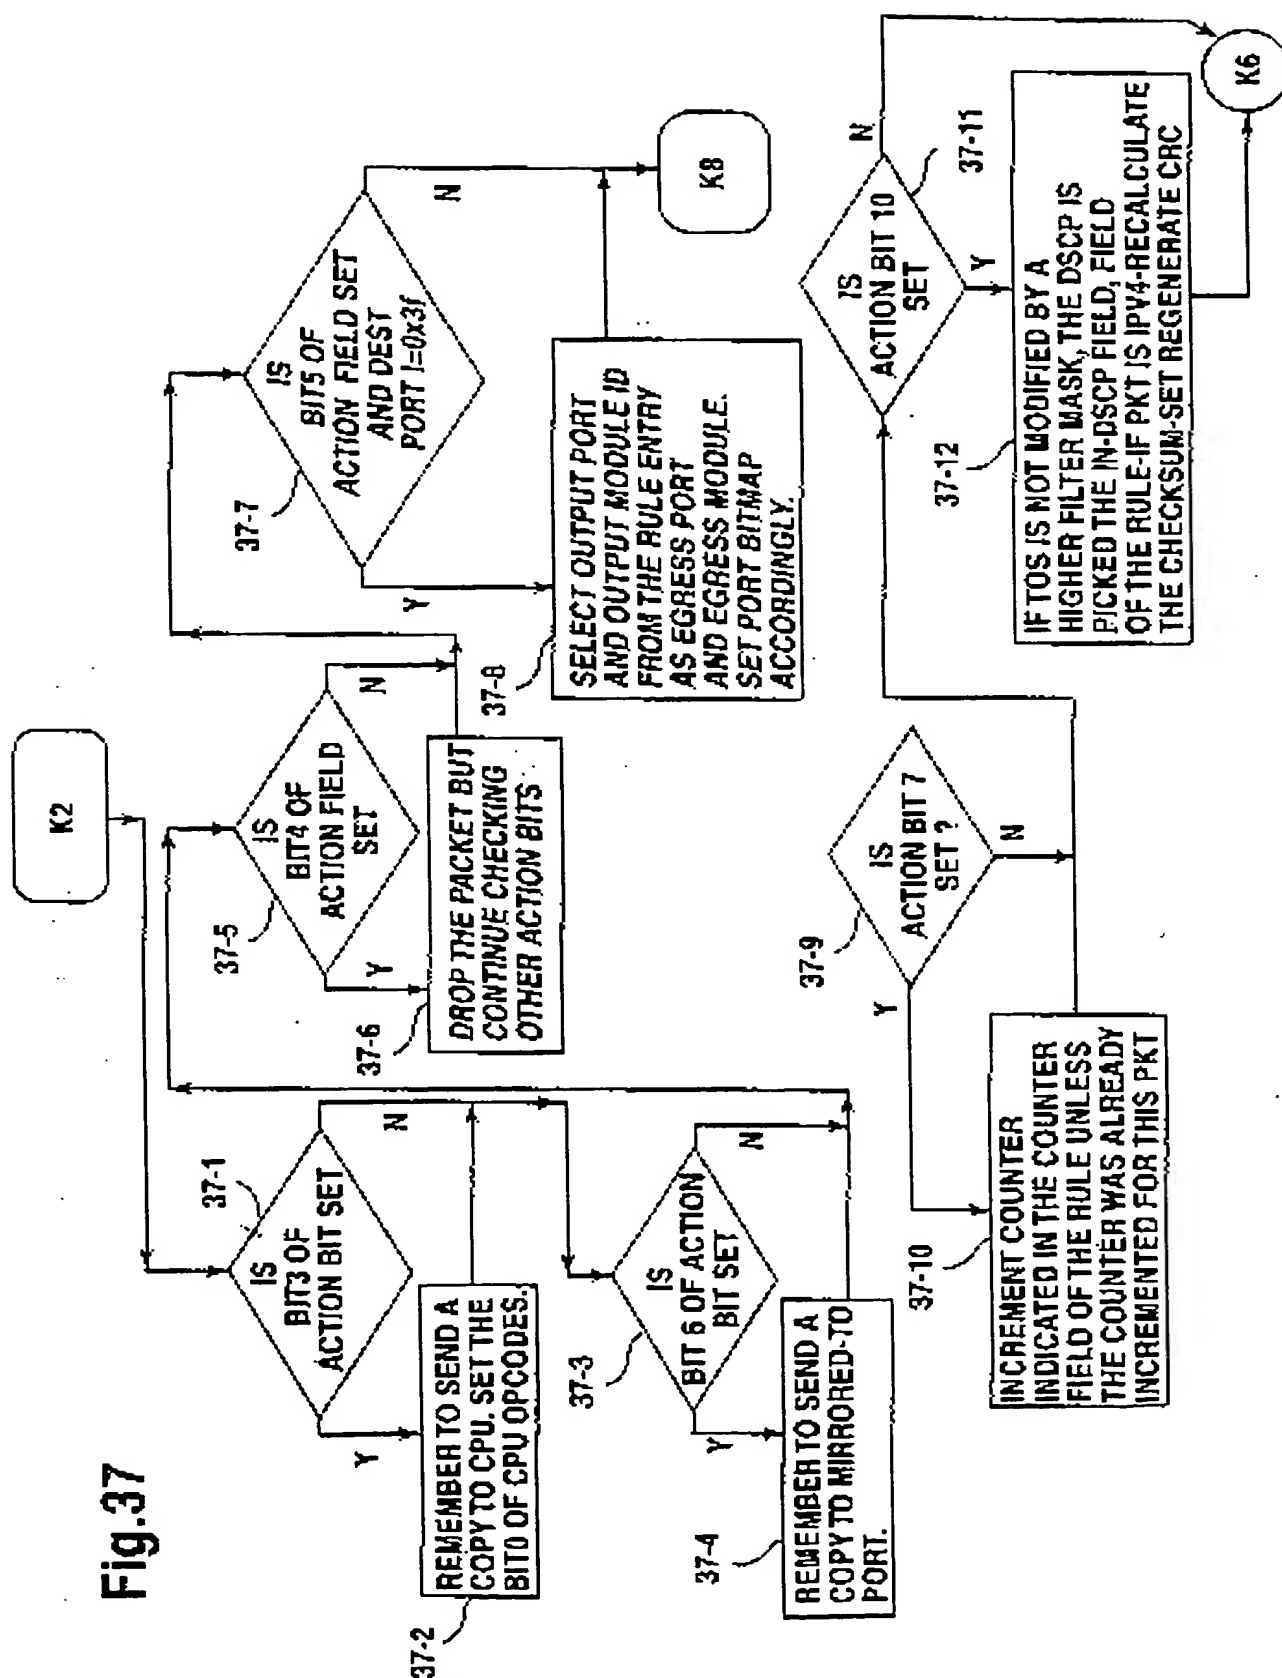 Fig.37
K2
37-1
IS
BIT3 OF
ACTION BIT SET
Y
N
37-2
REMEMBER TO SEND A
COPY TO CPU. SET THE
BIT0 OF CPU OPCODES.
37-3
IS
BIT 6 OF ACTION
BIT SET
Y
N
37-4
REMEMBER TO SEND A
COPY TO MIRRORED-TO
PORT.
37-5
IS
BIT4 OF
ACTION FIELD
SET
Y
N
37-6
DROP THE PACKET BUT
CONTINUE CHECKING
OTHER ACTION BITS
37-7
IS
BIT5 OF
ACTION FIELD SET
AND DEST
PORT !=0x3f
Y
N
37-8
SELECT OUTPUT PORT
AND OUTPUT MODULE ID
FROM THE RULE ENTRY
AS EGRESS PORT
AND EGRESS MODULE.
SET PORT BITMAP
ACCORDINGLY.
K8
37-9
IS
ACTION BIT 7
SET ?
Y
N
37-10
INCREMENT COUNTER
INDICATED IN THE COUNTER
FIELD OF THE RULE UNLESS
THE COUNTER WAS ALREADY
INCREMENTED FOR THIS PKT
37-11
IS
ACTION BIT 10
SET
Y
N
37-12
IF TOS IS NOT MODIFIED BY A
HIGHER FILTER MASK, THE DSCP IS
PICKED THE IN-DSCP FIELD, FIELD
OF THE RULE-IF PKT IS IPV4-RECALCULATE
THE CHECKSUM-SET REGENERATE CRC
K6